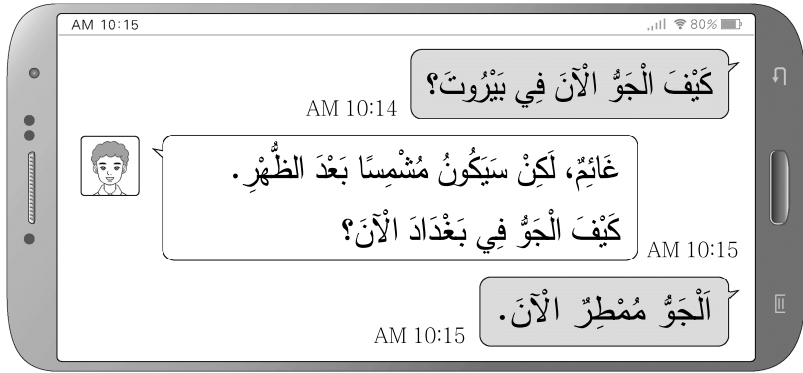 AM 10:15
80%
كَيْفَ الْجَوُّ الْآنَ فِي بَيْرُوتَ؟
AM 10:14
غَائِمٌ، لَكِنْ سَيَكُونُ مُشْمِسًا بَعْدَ الظُّهْرِ.
كَيْفَ الْجَوُّ فِي بَغْدَادَ الْآنَ؟
AM 10:15
اَلْجَوُّ مُمْطِرٌ الْآنَ.
AM 10:15